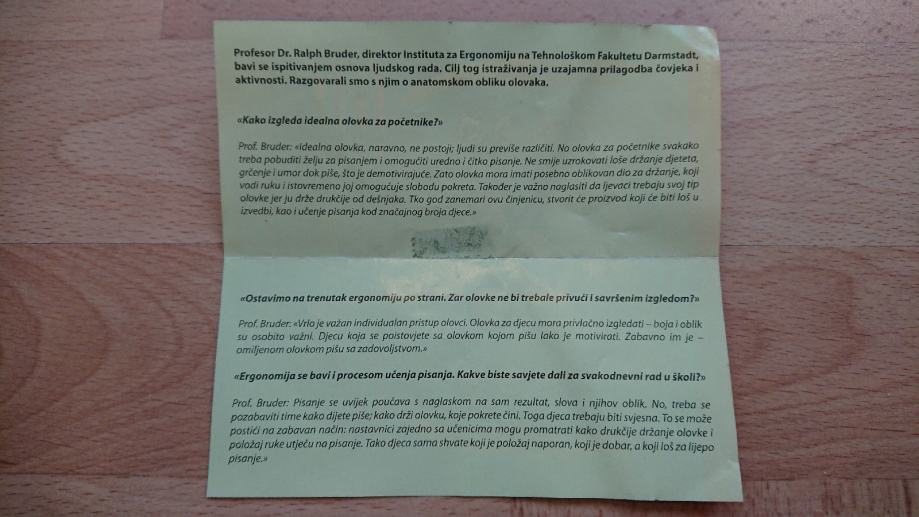 Profesor Dr. Ralph Bruder, direktor Instituta za Ergonomiju na Tehnološkom Fakultetu Darmstadt,
bavi se ispitivanjem osnova ljudskog rada. Cilj tog istraživanja je uzajamna prilagodba čovjeka i
aktivnosti. Razgovarali smo s njim o anatomskom obliku olovaka.
«Kako izgleda idealna olovka za početnike?»
Prof. Bruder: «Idealna olovka, naravno, ne postoji; ljudi su previše različiti. No olovka za početnike svakako
treba pobuditi želju za pisanjem i omogućiti uredno i čitko pisanje. Ne smije uzrokovati loše držanje djeteta,
grčenje i umor dok piše, što je demotivirajuće. Zato olovka mora imati posebno oblikovan dio za držanje, koji
vodi ruku i istovremeno joj omogućuje slobodu pokreta. Također je važno naglasiti da ljevaci trebaju svoj tip
olovke jer ju drže drukčije od dešnjaka. Tko god zanemari ovu činjenicu, stvorit će proizvod koji će biti loš u
izvedbi, kao i učenje pisanja kod značajnog broja djece.»
«Ostavimo na trenutak ergonomiju po strani. Zar olovke ne bi trebale privući i savršenim izgledom?»
Prof. Bruder: «Vrlo je važan individualan pristup olovci. Olovka za djecu mora privlačno izgledati – boja i oblik
su osobito važni. Djecu koja se poistovjete sa olovkom kojom pišu lako je motivirati. Zabavno im je –
omiljenom olovkom pišu sa zadovoljstvom.»
«Ergonomija se bavi i procesom učenja pisanja. Kakve biste savjete dali za svakodnevni rad u školi?»
Prof. Bruder: Pisanje se uvijek poučava s naglaskom na sam rezultat, slova i njihov oblik. No, treba se
pozabaviti time kako dijete piše; kako drži olovku, koje pokrete čini. Toga djeca trebaju biti svjesna. To se može
postići na zabavan način: nastavnici zajedno sa učenicima mogu promatrati kako drukčije držanje olovke i
položaj ruke utječu na pisanje. Tako djeca sama shvate koji je položaj naporan, koji je dobar, a koji loš za lijepo
pisanje.»